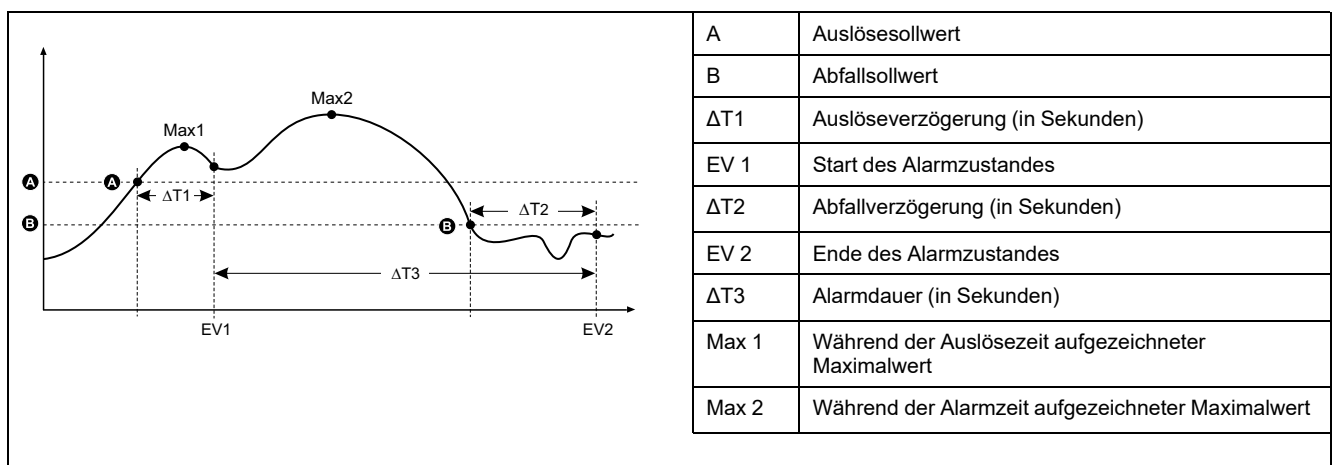 Max2
Max1
A
A
ΔT1
B
B
ΔT2
ΔT3
EV1
EV2
A Auslösesollwert
B Abfallsollwert
ΔT1 Auslöseverzögerung (in Sekunden)
EV 1 Start des Alarmzustandes
ΔT2 Abfallverzögerung (in Sekunden)
EV 2 Ende des Alarmzustandes
ΔT3 Alarmdauer (in Sekunden)
Max 1 Während der Auslösezeit aufgezeichneter
Maximalwert
Max 2 Während der Alarmzeit aufgezeichneter Maximalwert